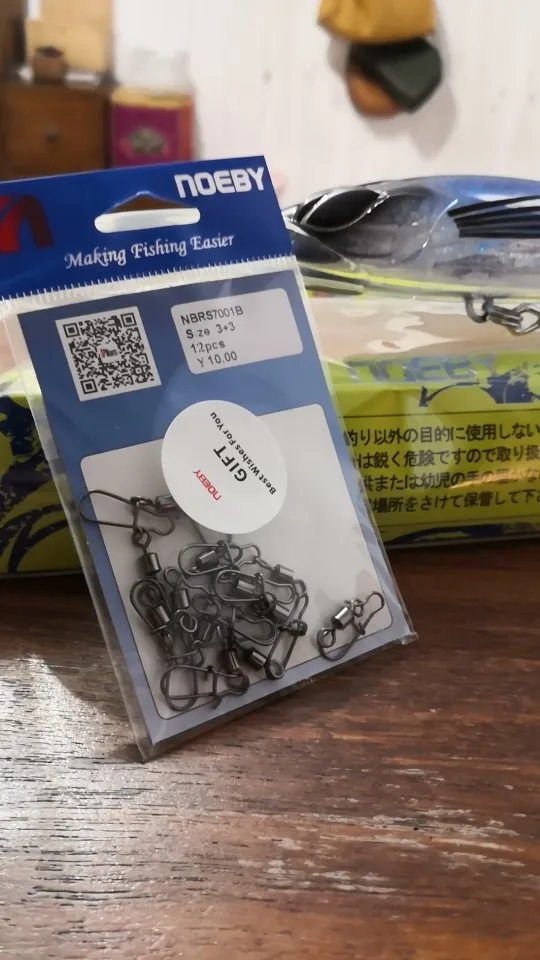 NOEBY
Making Fishing Easier
NBRS7001B
Size 3+3
12pcs
Y 10.00
Best Wishes For You
GIFT
NOEBY
釣り以外の目的に使用しない
は鋭く危険ですので取り扱
供または幼児の手の届かな
場所をさけて保管して下さ